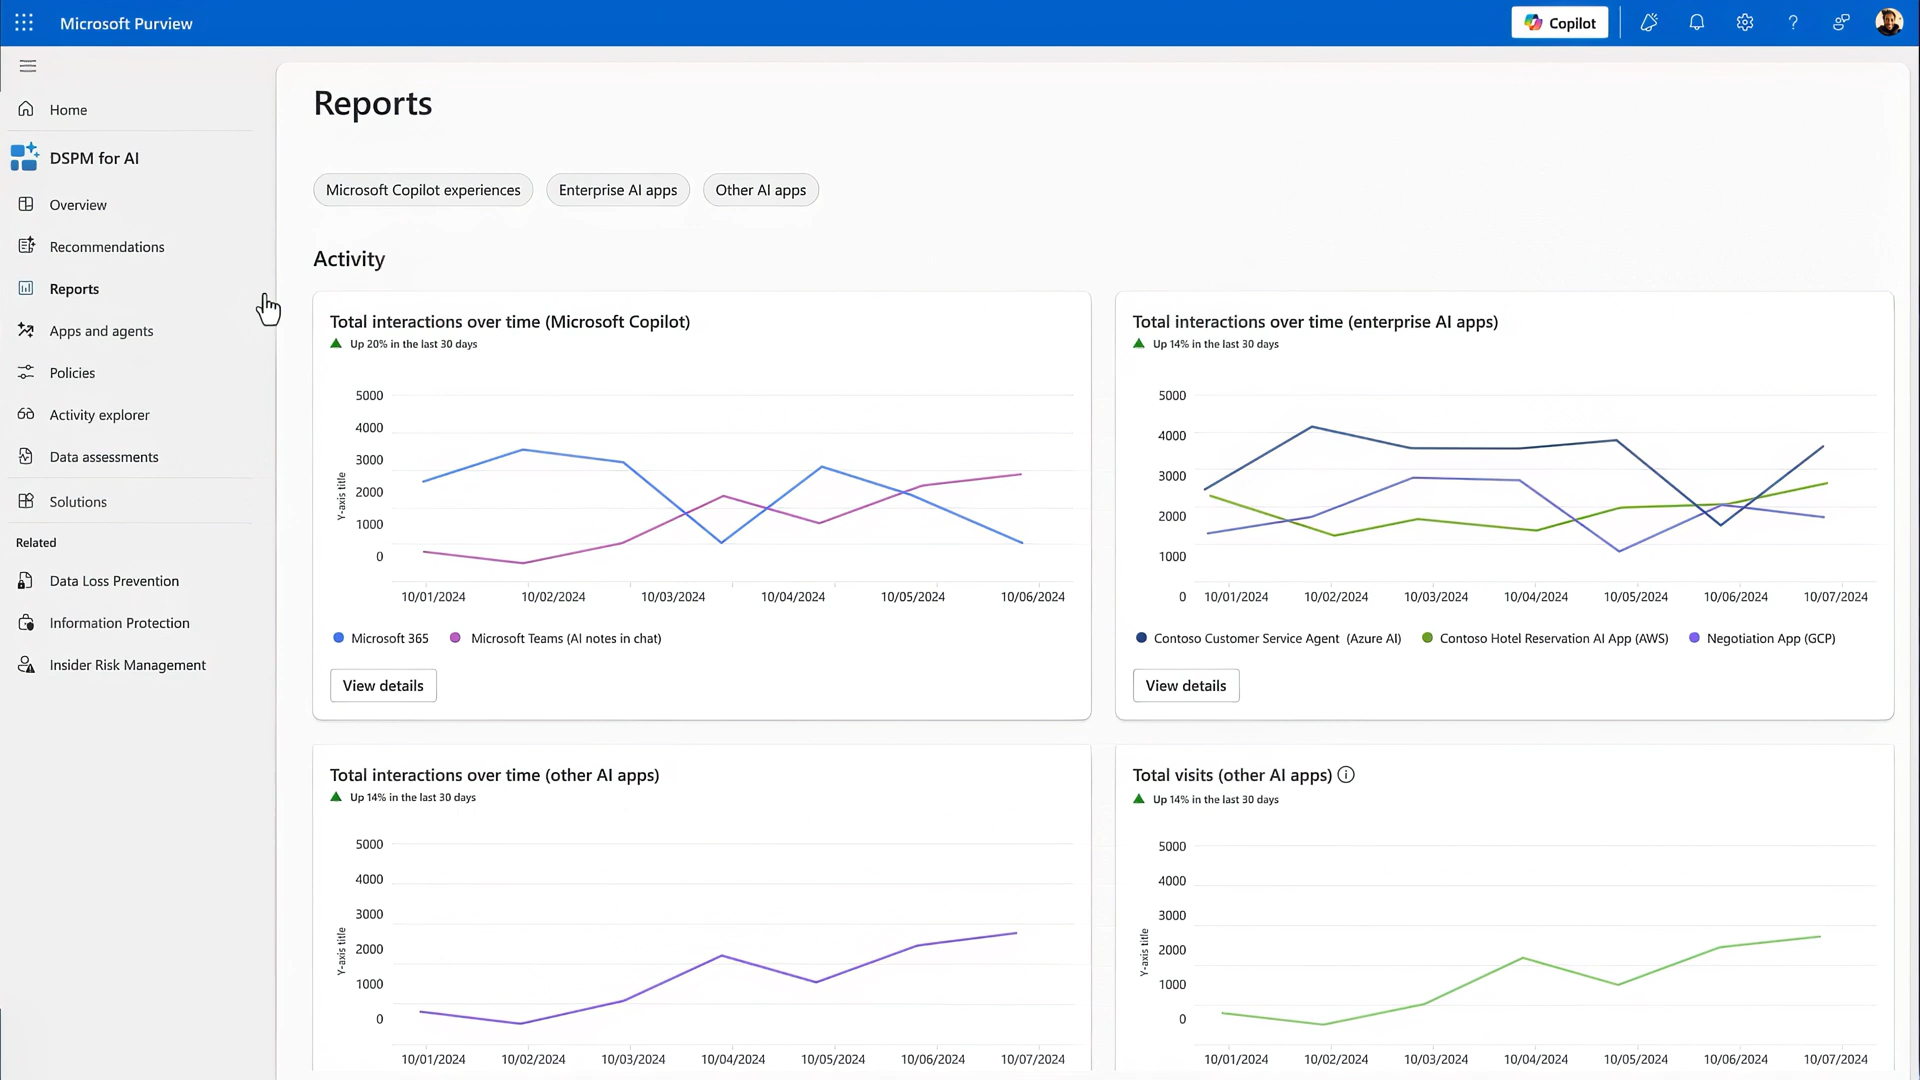 Microsoft Purview
Copilot
Home
DSPM for AI
Overview
Recommendations
Reports
Apps and agents
Policies
Activity explorer
Data assessments
Solutions
Related
Data Loss Prevention
Information Protection
Insider Risk Management
Reports
Microsoft Copilot experiences
Enterprise AI apps
Other AI apps
Activity
Total interactions over time (Microsoft Copilot)
Up 20% in the last 30 days
Y-axis title
5000
4000
3000
2000
1000
0
10/01/2024 10/02/2024 10/03/2024 10/04/2024 10/05/2024 10/06/2024
Microsoft 365 Microsoft Teams (AI notes in chat)
View details
Total interactions over time (enterprise AI apps)
Up 14% in the last 30 days
5000
4000
3000
2000
1000
0 10/01/2024 10/02/2024 10/03/2024 10/04/2024 10/05/2024 10/06/2024 10/07/2024
Contoso Customer Service Agent (Azure AI) Contoso Hotel Reservation AI App (AWS) Negotiation App (GCP)
View details
Total interactions over time (other AI apps)
Up 14% in the last 30 days
Y-axis title
5000
4000
3000
2000
1000
0
10/01/2024 10/02/2024 10/03/2024 10/04/2024 10/05/2024 10/06/2024 10/07/2024
Total visits (other AI apps)
Up 14% in the last 30 days
Y-axis title
5000
4000
3000
2000
1000
0
10/01/2024 10/02/2024 10/03/2024 10/04/2024 10/05/2024 10/06/2024 10/07/2024